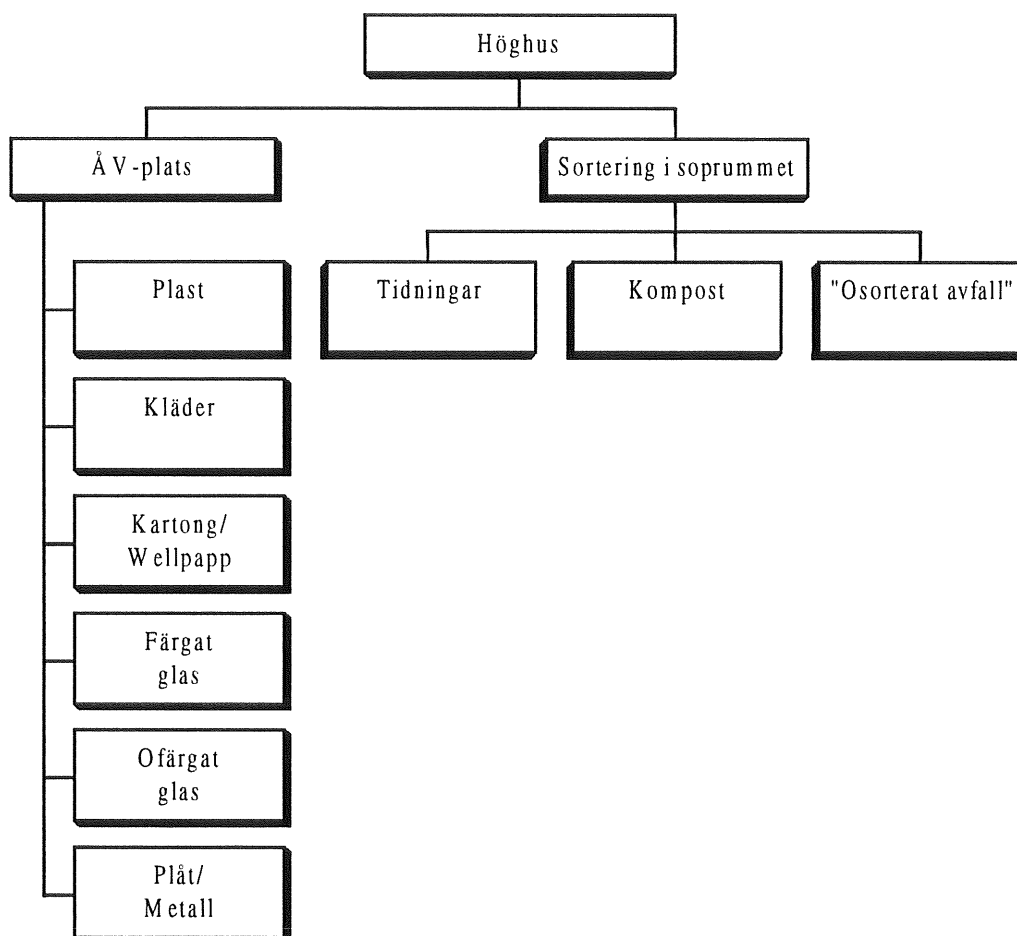 Höghus
ÅV-plats
Sortering i soprummet
Plast
Tidningar
Kompost
"Osorterat avfall"
Kläder
Kartong/
Wellpapp
Färgat
glas
Ofärgat
glas
Plåt/
Metall